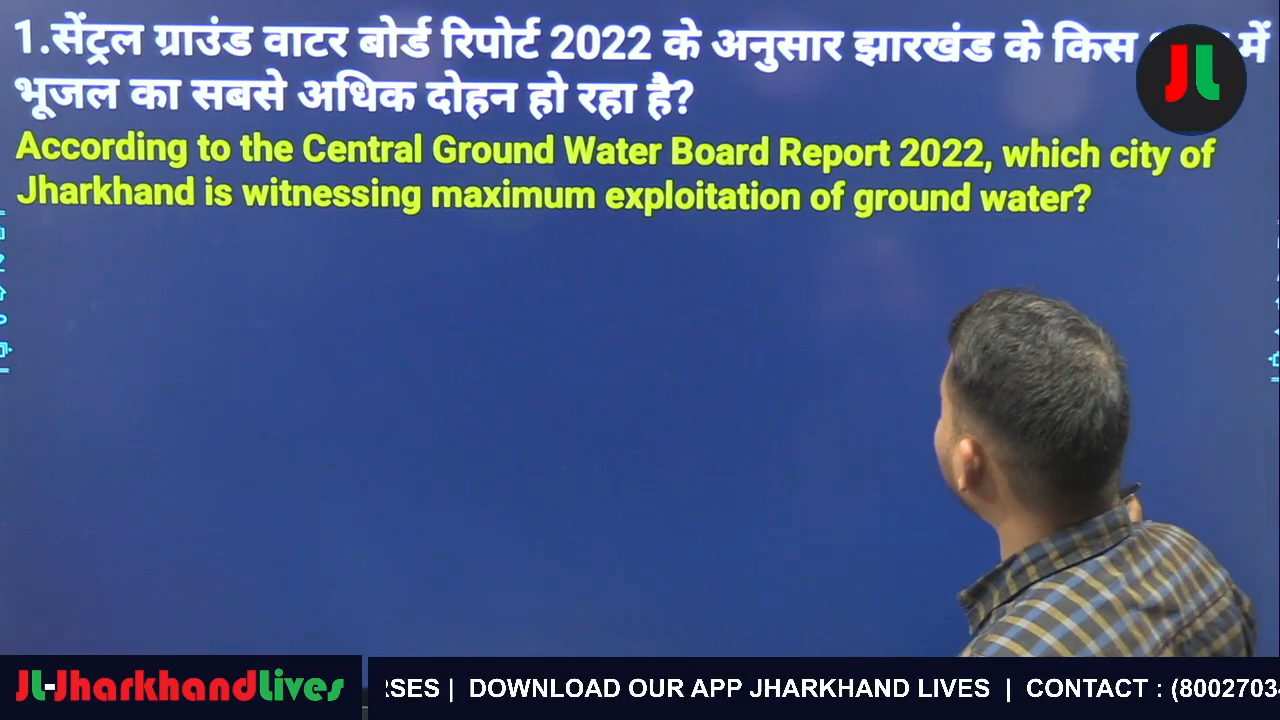 1.सेंट्रल ग्राउंड वाटर बोर्ड रिपोर्ट 2022 के अनुसार झारखंड के किस में
भूजल का सबसे अधिक दोहन हो रहा है?
According to the Central Ground Water Board Report 2022, which city of
Jharkhand is witnessing maximum exploitation of ground water?
JL
JL-JharkhandLives
RSES | DOWNLOAD OUR APP JHARKHAND LIVES | CONTACT : (8002703